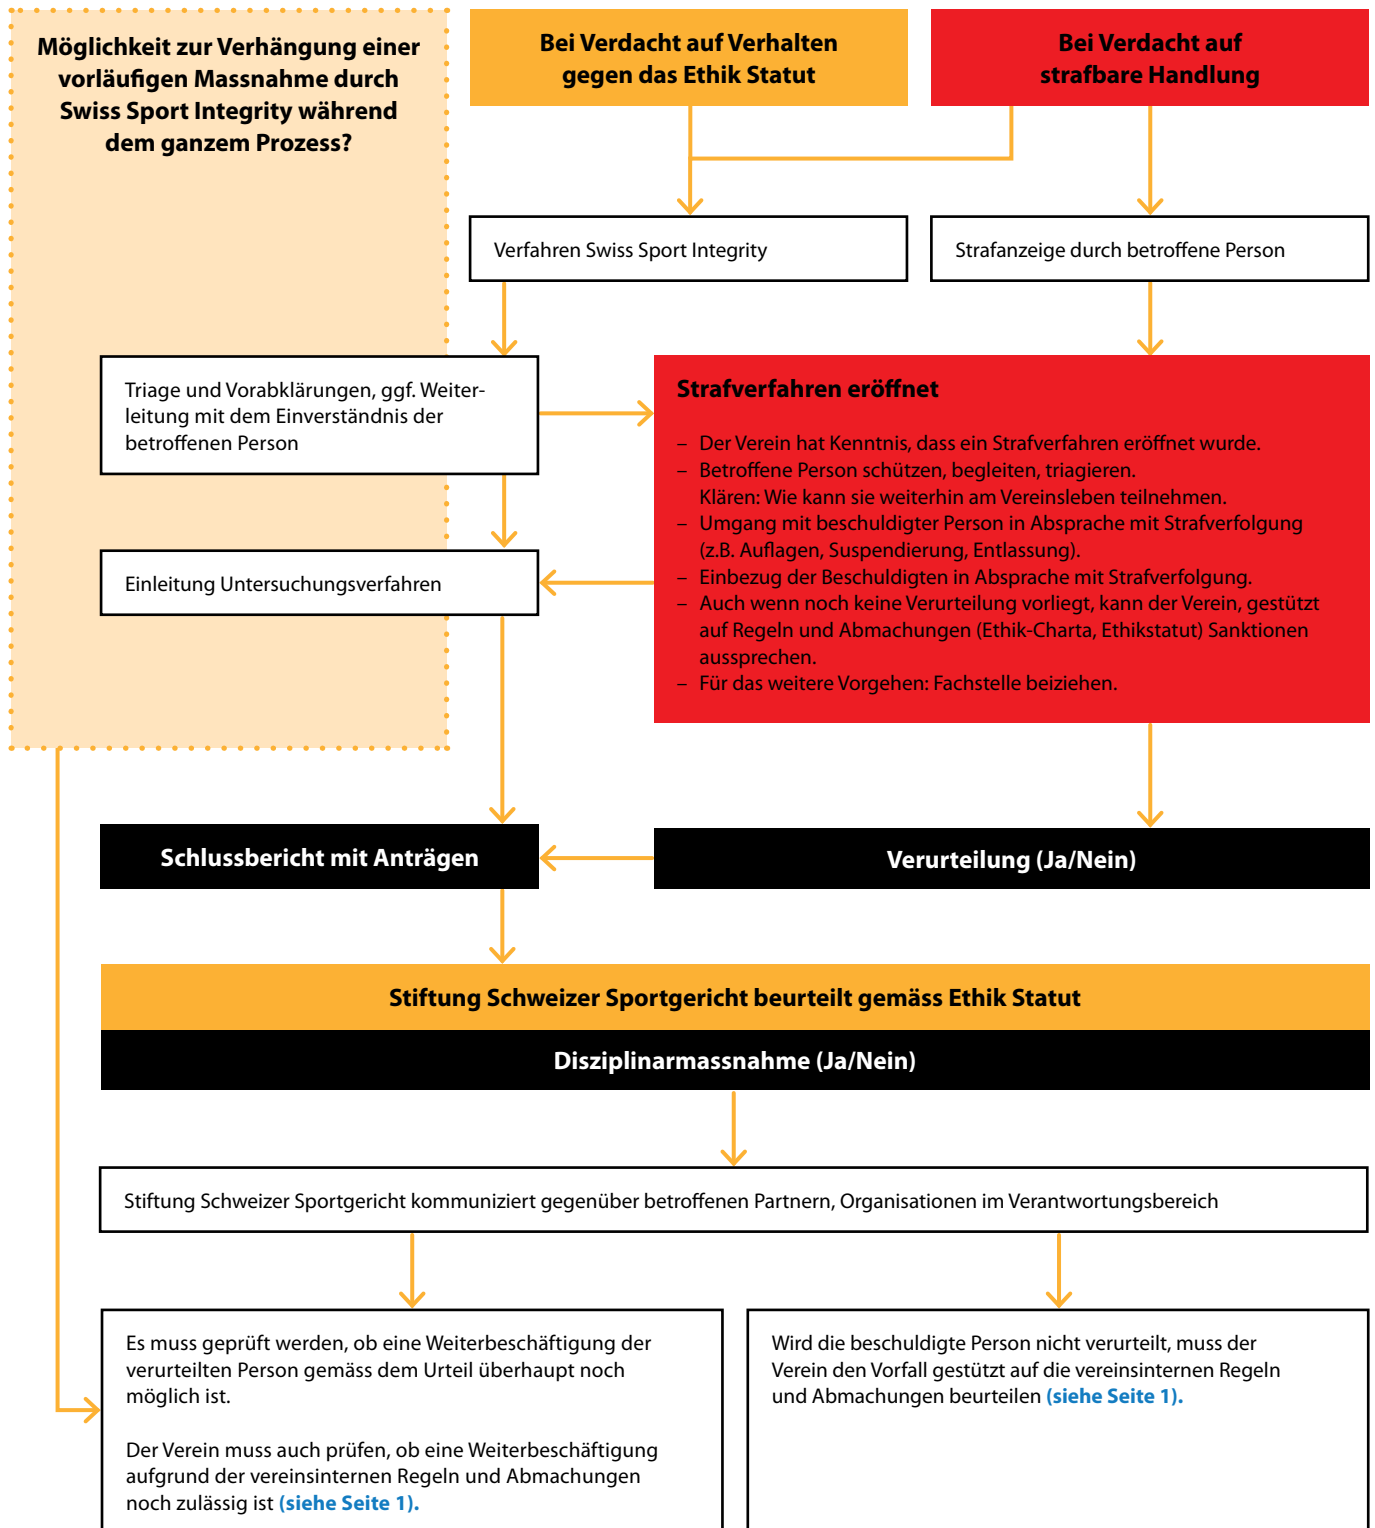 Möglichkeit zur Verhängung einer
vorläufigen Massnahme durch
Swiss Sport Integrity während
dem ganzem Prozess?
Bei Verdacht auf Verhalten
gegen das Ethik Statut
Bei Verdacht auf
strafbare Handlung
Verfahren Swiss Sport Integrity
Strafanzeige durch betroffene Person
Triage und Vorabklärungen, ggf. Weiter-
leitung mit dem Einverständnis der
betroffenen Person
Einleitung Untersuchungsverfahren
Strafverfahren eröffnet
– Der Verein hat Kenntnis, dass ein Strafverfahren eröffnet wurde.
– Betroffene Person schützen, begleiten, triagieren.
Klären: Wie kann sie weiterhin am Vereinsleben teilnehmen.
– Umgang mit beschuldigter Person in Absprache mit Strafverfolgung
(z.B. Auflagen, Suspendierung, Entlassung).
– Einbezug der Beschuldigten in Absprache mit Strafverfolgung.
– Auch wenn noch keine Verurteilung vorliegt, kann der Verein, gestützt
auf Regeln und Abmachungen (Ethik-Charta, Ethikstatut) Sanktionen
aussprechen.
– Für das weitere Vorgehen: Fachstelle beiziehen.
Schlussbericht mit Anträgen
Verurteilung (Ja/Nein)
Stiftung Schweizer Sportgericht beurteilt gemäss Ethik Statut
Disziplinarmassnahme (Ja/Nein)
Stiftung Schweizer Sportgericht kommuniziert gegenüber betroffenen Partnern, Organisationen im Verantwortungsbereich
Es muss geprüft werden, ob eine Weiterbeschäftigung der
verurteilten Person gemäss dem Urteil überhaupt noch
möglich ist.
Der Verein muss auch prüfen, ob eine Weiterbeschäftigung
aufgrund der vereinsinternen Regeln und Abmachungen
noch zulässig ist (siehe Seite 1).
Wird die beschuldigte Person nicht verurteilt, muss der
Verein den Vorfall gestützt auf die vereinsinternen Regeln
und Abmachungen beurteilen (siehe Seite 1).